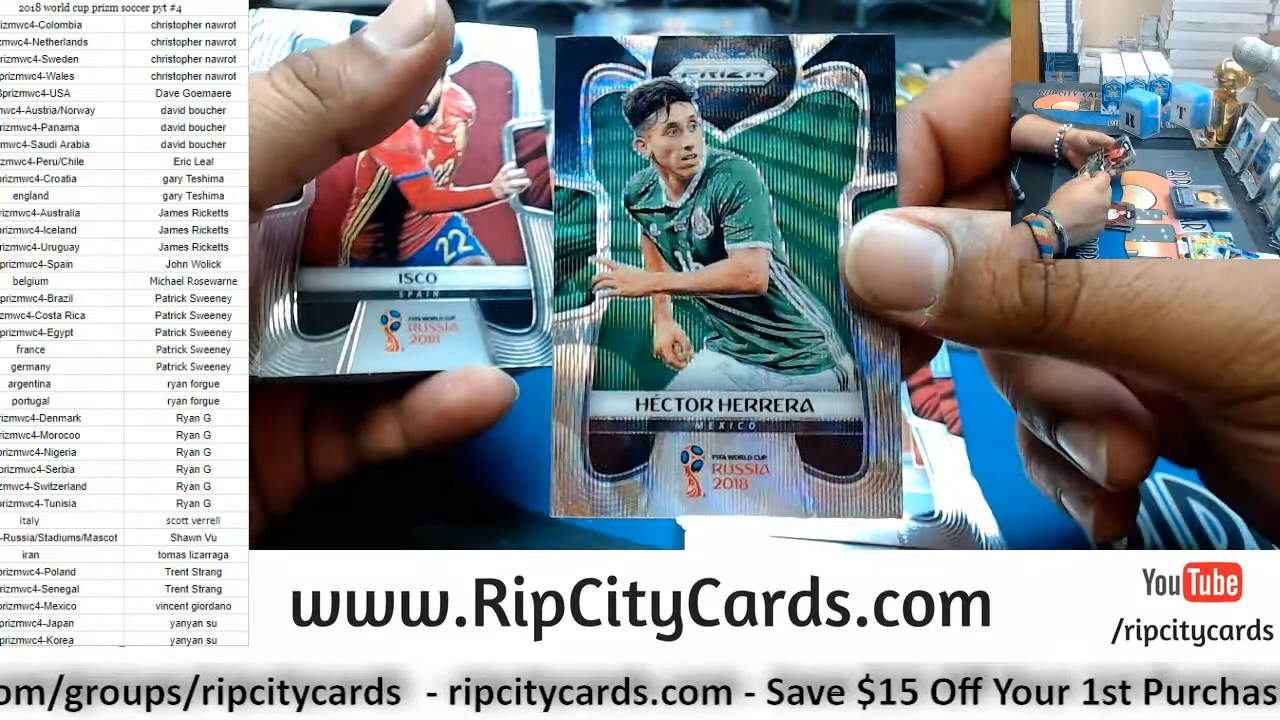 2018 world cup prizm soccer pyt #4
rizmwc4-Colombia christopher nawrot
zmwc4-Netherlands christopher nawrot
prizmwc4-Sweden christopher nawrot
prizmwc4-Wales christopher nawrot
8prizmwc4-USA Dave Goemaere
mwc4-Austria/Norway david boucher
rizmwc4-Panama david boucher
mwc4-Saudi Arabia david boucher
izmwc4-Peru/Chile Eric Leal
rizmwc4-Croatia gary Teshima
england gary Teshima
rizmwc4-Australia James Ricketts
rizmwc4-Iceland James Ricketts
rizmwc4-Uruguay James Ricketts
prizmwc4-Spain John Wolick
belgium Michael Rosewarne
prizmwc4-Brazil Patrick Sweeney
rizmwc4-Costa Rica Patrick Sweeney
prizmwc4-Egypt Patrick Sweeney
france Patrick Sweeney
germany Patrick Sweeney
argentina ryan forgue
portugal ryan forgue
rizmwc4-Denmark Ryan G
izmwc4-Morocoo Ryan G
rizmwc4-Nigeria Ryan G
prizmwc4-Serbia Ryan G
zmwc4-Switzerland Ryan G
rizmwc4-Tunisia Ryan G
italy scott verrell
-Russia/Stadiums/Mascot Shawn Vu
iran tomas lizarraga
prizmwc4-Poland Trent Strang
rizmwc4-Senegal Trent Strang
prizmwc4-Mexico vincent giordano
prizmwc4-Japan yanyan su
prizmwc4-Korea yanyan su
22
ISCO
SPAIN
FIFA WORLD CUP
RUSSIA
2018
PRIZM
16
HÉCTOR HERRERA
MEXICO
FIFA WORLD CUP
RUSSIA
2018
R
T
www.RipCityCards.com
YouTube
/ripcitycards
om/groups/ripcitycards - ripcitycards.com - Save $15 Off Your 1st Purchas